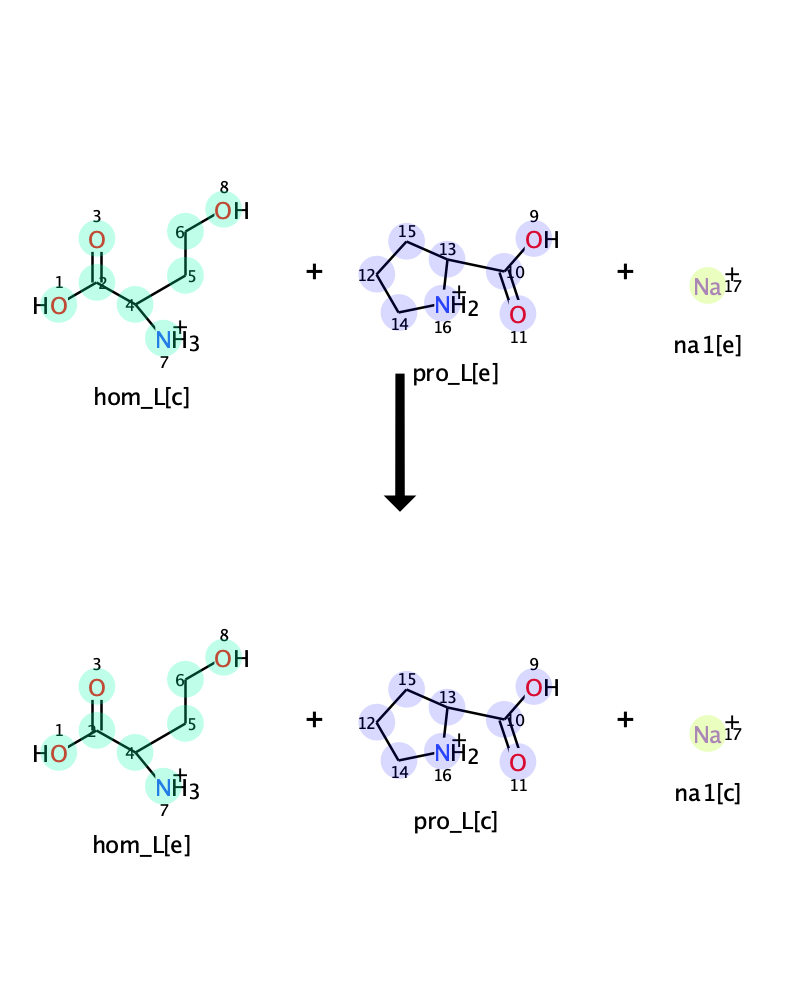 8
OH
3
O
6
1
2
5
HO
4
+
NH3
7
hom_L[c]
+
9
15
OH
13
12
10
+
NH2
14
16
O
11
pro_L[e]
+
+
Na
17
na1[e]
8
OH
3
O
6
1
2
5
HO
4
+
NH3
7
hom_L[e]
+
9
15
OH
13
12
10
+
NH2
14
16
O
11
pro_L[c]
+
+
Na
17
na1[c]